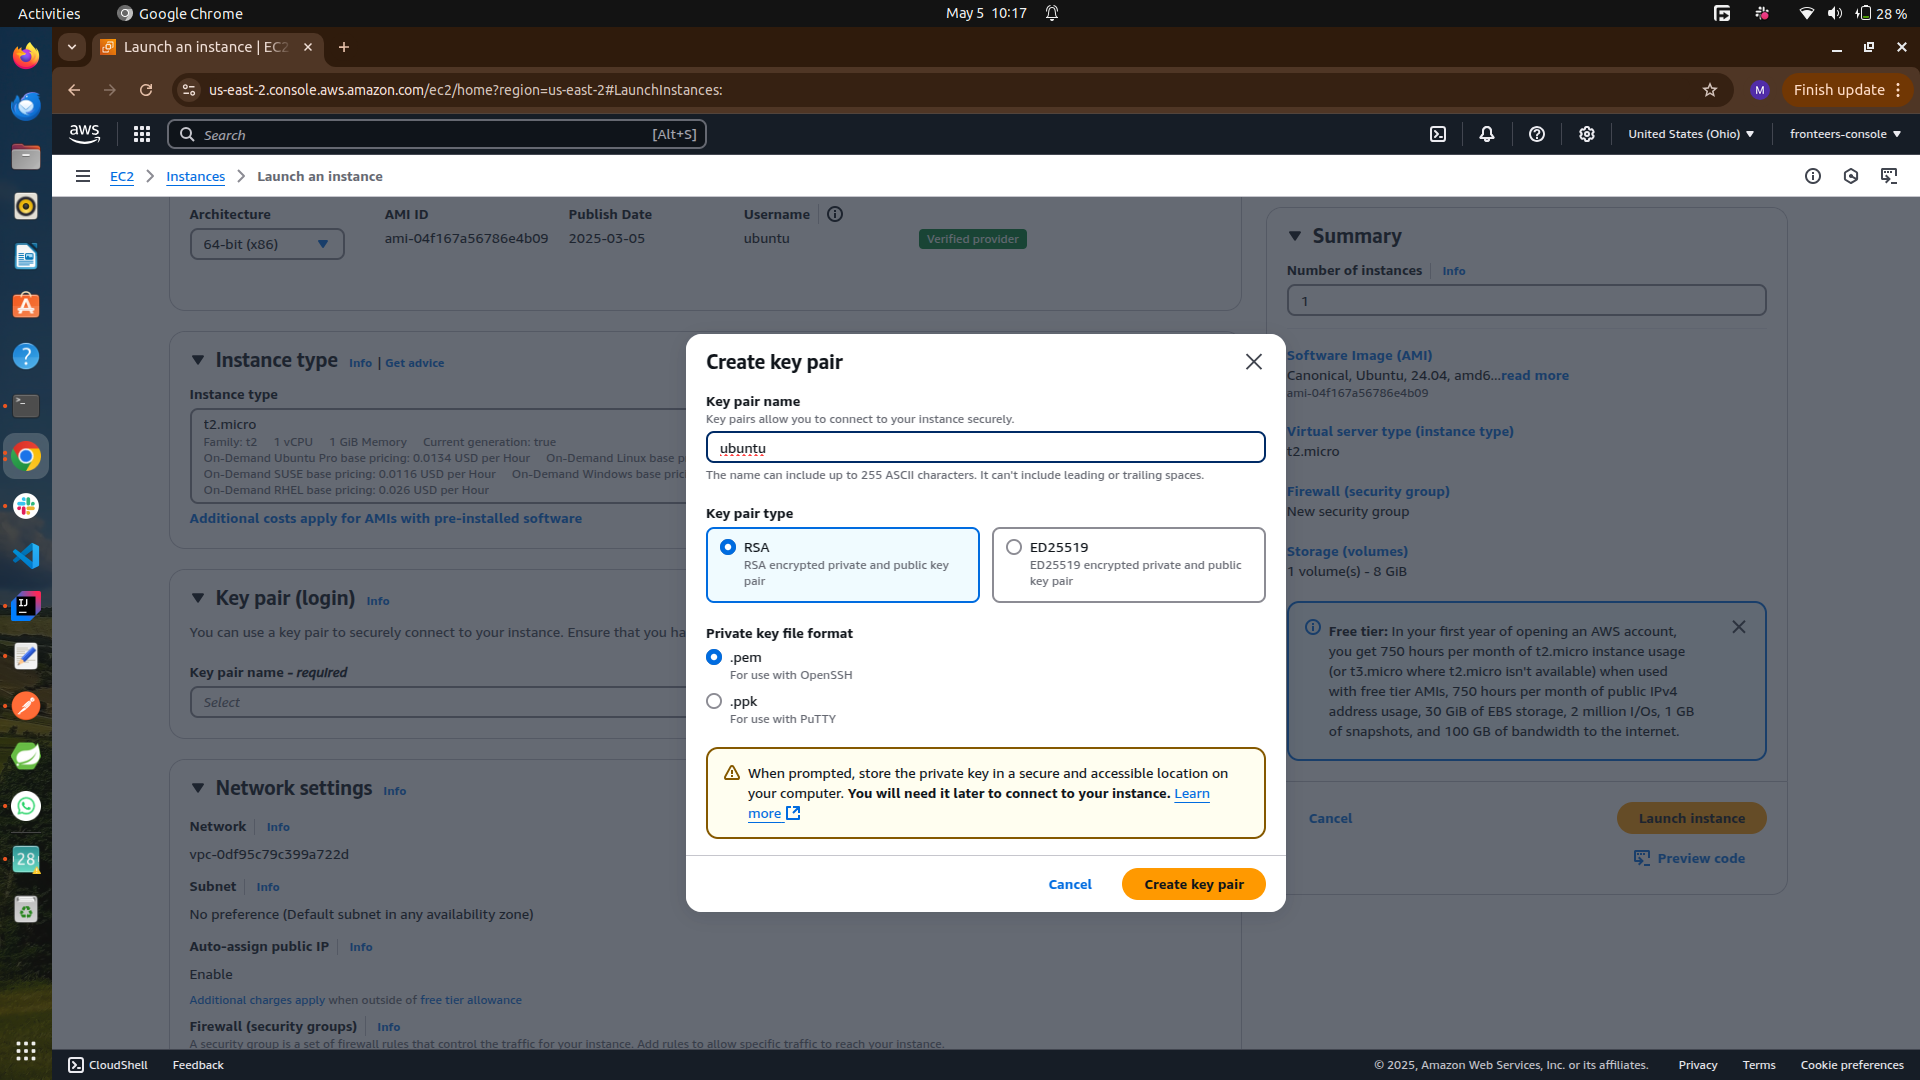 Activities
Google Chrome
May 5 10:17
28 %
Launch an instance | EC2
us-east-2.console.aws.amazon.com/ec2/home?region=us-east-2#LaunchInstances:
M
Finish update
aws
Search
[Alt+S]
United States (Ohio)
fronteers-console
EC2
Instances
Launch an instance
Architecture
AMI ID
Publish Date
Username
64-bit (x86)
ami-04f167a56786e4b09
2025-03-05
ubuntu
Verified provider
Instance type
Info | Get advice
Instance type
t2.micro
Family: t2 1 vCPU 1 GiB Memory Current generation: true
On-Demand Ubuntu Pro base pricing: 0.0134 USD per Hour On-Demand Linux base p
On-Demand SUSE base pricing: 0.0116 USD per Hour On-Demand Windows base pric
On-Demand RHEL base pricing: 0.026 USD per Hour
Additional costs apply for AMIs with pre-installed software
Key pair (login)
Info
You can use a key pair to securely connect to your instance. Ensure that you ha
Key pair name – required
Select
Network settings
Info
Network
Info
vpc-0df95c79c399a722d
Subnet
Info
No preference (Default subnet in any availability zone)
Auto-assign public IP
Info
Enable
Additional charges apply when outside of free tier allowance
Firewall (security groups)
Info
A security group is a set of firewall rules that control the traffic for your instance. Add rules to allow specific traffic to reach your instance.
Create key pair
Key pair name
Key pairs allow you to connect to your instance securely.
ubuntu
The name can include up to 255 ASCII characters. It can't include leading or trailing spaces.
Key pair type
RSA
RSA encrypted private and public key
pair
ED25519
ED25519 encrypted private and public
key pair
Private key file format
.pem
For use with OpenSSH
.ppk
For use with PuTTY
When prompted, store the private key in a secure and accessible location on
your computer. You will need it later to connect to your instance. Learn
more
Cancel
Create key pair
Summary
Number of instances
Info
1
Software Image (AMI)
Canonical, Ubuntu, 24.04, amd6...read more
ami-04f167a56786e4b09
Virtual server type (instance type)
t2.micro
Firewall (security group)
New security group
Storage (volumes)
1 volume(s) - 8 GiB
Free tier: In your first year of opening an AWS account,
you get 750 hours per month of t2.micro instance usage
(or t3.micro where t2.micro isn't available) when used
with free tier AMIs, 750 hours per month of public IPv4
address usage, 30 GiB of EBS storage, 2 million I/Os, 1 GB
of snapshots, and 100 GB of bandwidth to the internet.
Cancel
Launch instance
Preview code
IJ
28
CloudShell
Feedback
© 2025, Amazon Web Services, Inc. or its affiliates.
Privacy
Terms
Cookie preferences